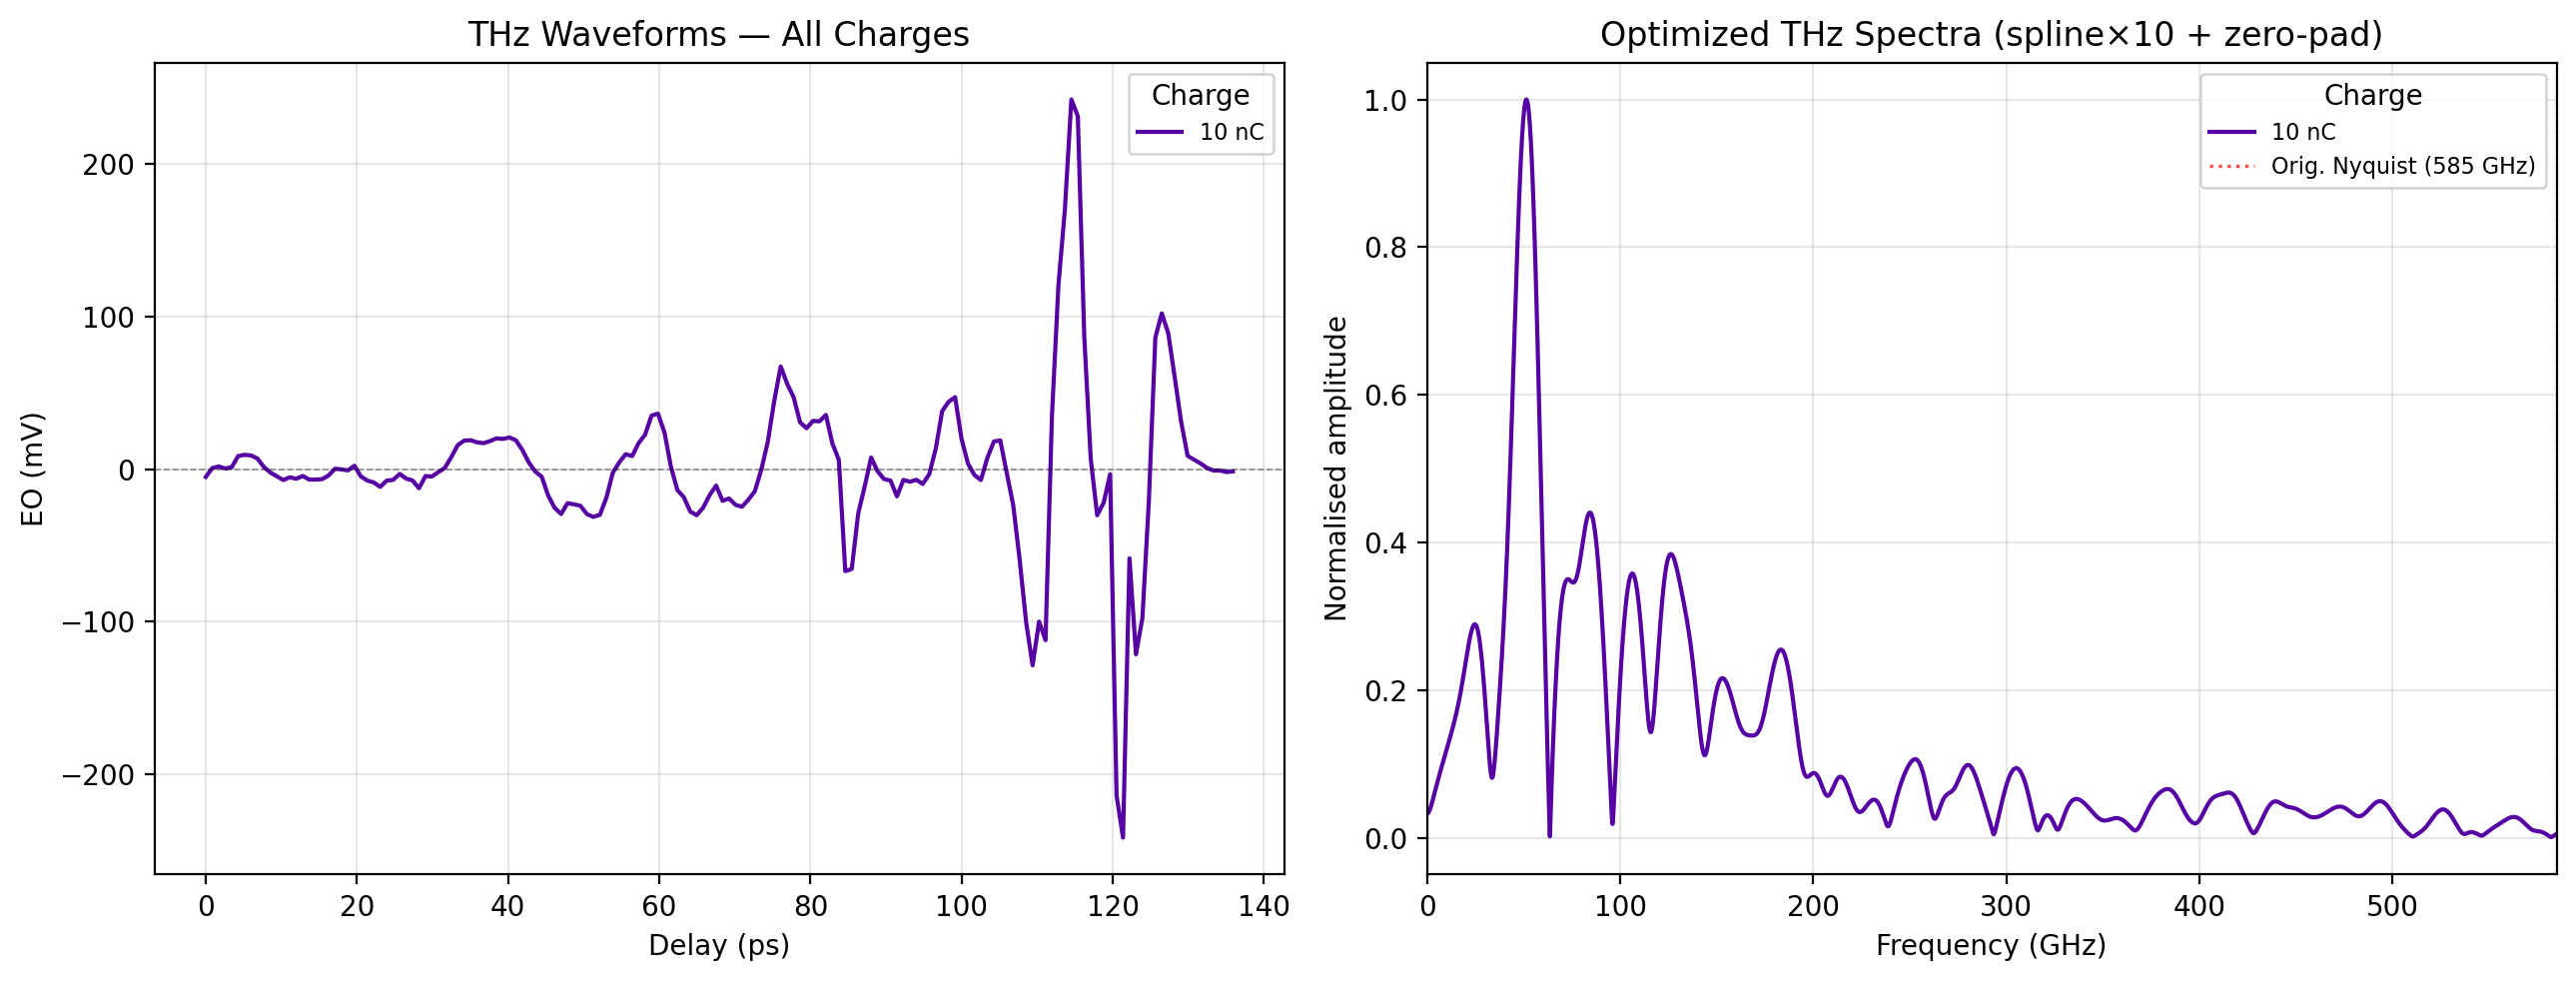 THz Waveforms — All Charges
Charge
10 nC
EO (mV)
200
100
0
−100
−200
0 20 40 60 80 100 120 140
Delay (ps)
Optimized THz Spectra (spline×10 + zero-pad)
Charge
10 nC
Orig. Nyquist (585 GHz)
Normalised amplitude
1.0
0.8
0.6
0.4
0.2
0.0
0 100 200 300 400 500
Frequency (GHz)